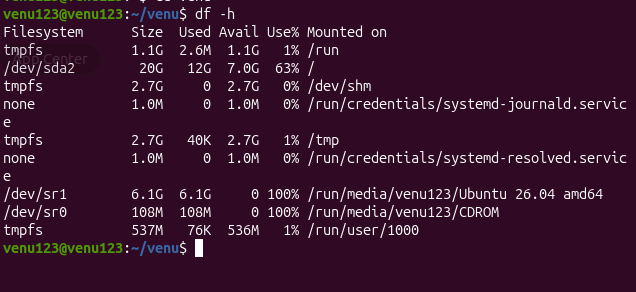 venu123@venu123:~/venu$ df -h
Filesystem      Size  Used Avail Use% Mounted on
tmpfs           1.1G  2.6M  1.1G   1% /run
/dev/sda2        20G   12G  7.0G  63% /
App Center
tmpfs           2.7G     0  2.7G   0% /dev/shm
none            1.0M     0  1.0M   0% /run/credentials/systemd-journald.servic
e
tmpfs           2.7G   40K  2.7G   1% /tmp
none            1.0M     0  1.0M   0% /run/credentials/systemd-resolved.servic
e
/dev/sr1        6.1G  6.1G     0 100% /run/media/venu123/Ubuntu 26.04 amd64
/dev/sr0        108M  108M     0 100% /run/media/venu123/CDROM
tmpfs           537M   76K  536M   1% /run/user/1000
venu123@venu123:~/venu$